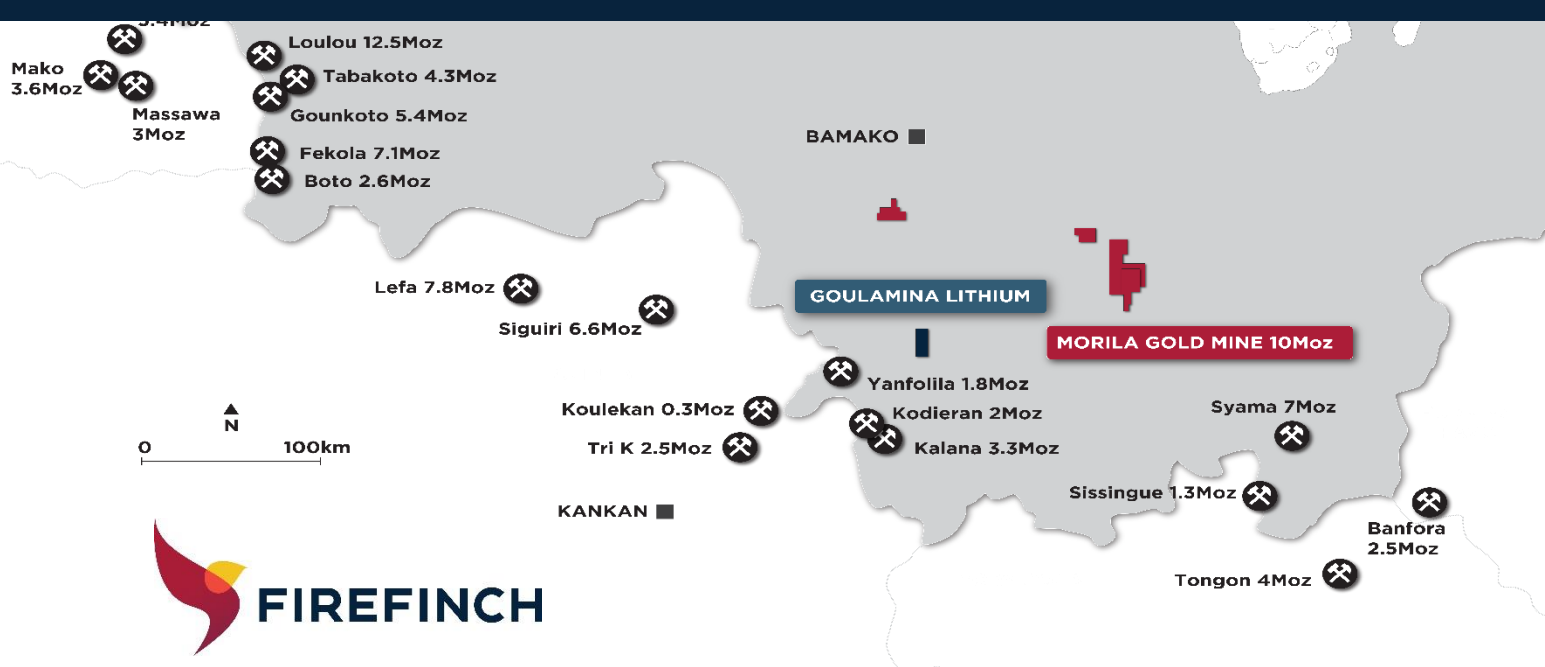 5.4Moz
Loulou 12.5Moz
Mako
3.6Moz
Tabakoto 4.3Moz
Massawa
3Moz
Gounkoto 5.4Moz
BAMAKO
Fekola 7.1Moz
Boto 2.6Moz
Lefa 7.8Moz
GOULAMINA LITHIUM
Siguiri 6.6Moz
MORILA GOLD MINE 10Moz
Yanfolila 1.8Moz
Koulekan 0.3Moz
Kodieran 2Moz
Syama 7Moz
N
0 100km
Tri K 2.5Moz
Kalana 3.3Moz
Sissingue 1.3Moz
KANKAN
Banfora
2.5Moz
Tongon 4Moz
FIREFINCH